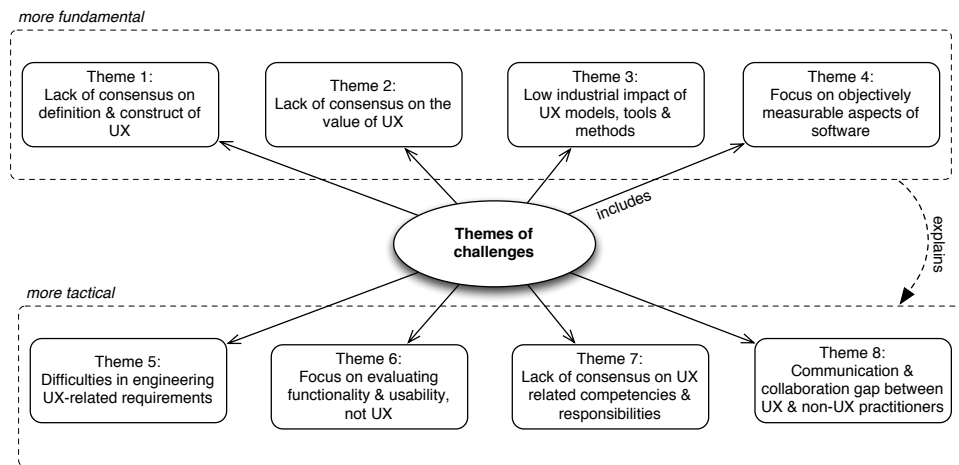 more fundamental
Theme 1:
Lack of consensus on
definition & construct of
UX
Theme 2:
Lack of consensus on the
value of UX
Theme 3:
Low industrial impact of
UX models, tools &
methods
Theme 4:
Focus on objectively
measurable aspects of
software
includes
Themes of
challenges
explains
more tactical
Theme 5:
Difficulties in engineering
UX-related requirements
Theme 6:
Focus on evaluating
functionality & usability,
not UX
Theme 7:
Lack of consensus on UX
related competencies &
responsibilities
Theme 8:
Communication &
collaboration gap between
UX & non-UX practitioners